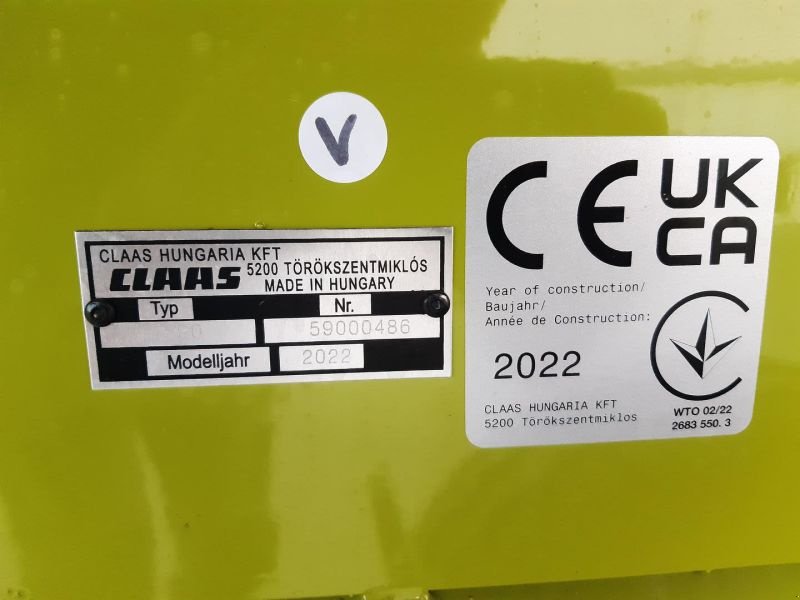 V
CLAAS HUNGARIA KFT
CLAAS 5200 TÖRÖKSZENTMIKLÓS
MADE IN HUNGARY
Typ Nr.
59000486
Modelljahr 2022
CE UK
CA
Year of construction/
Baujahr/
Année de Construction:
2022
CLAAS HUNGARIA KFT
5200 Törökszentmiklos
WTO 02/22
2683 550. 3